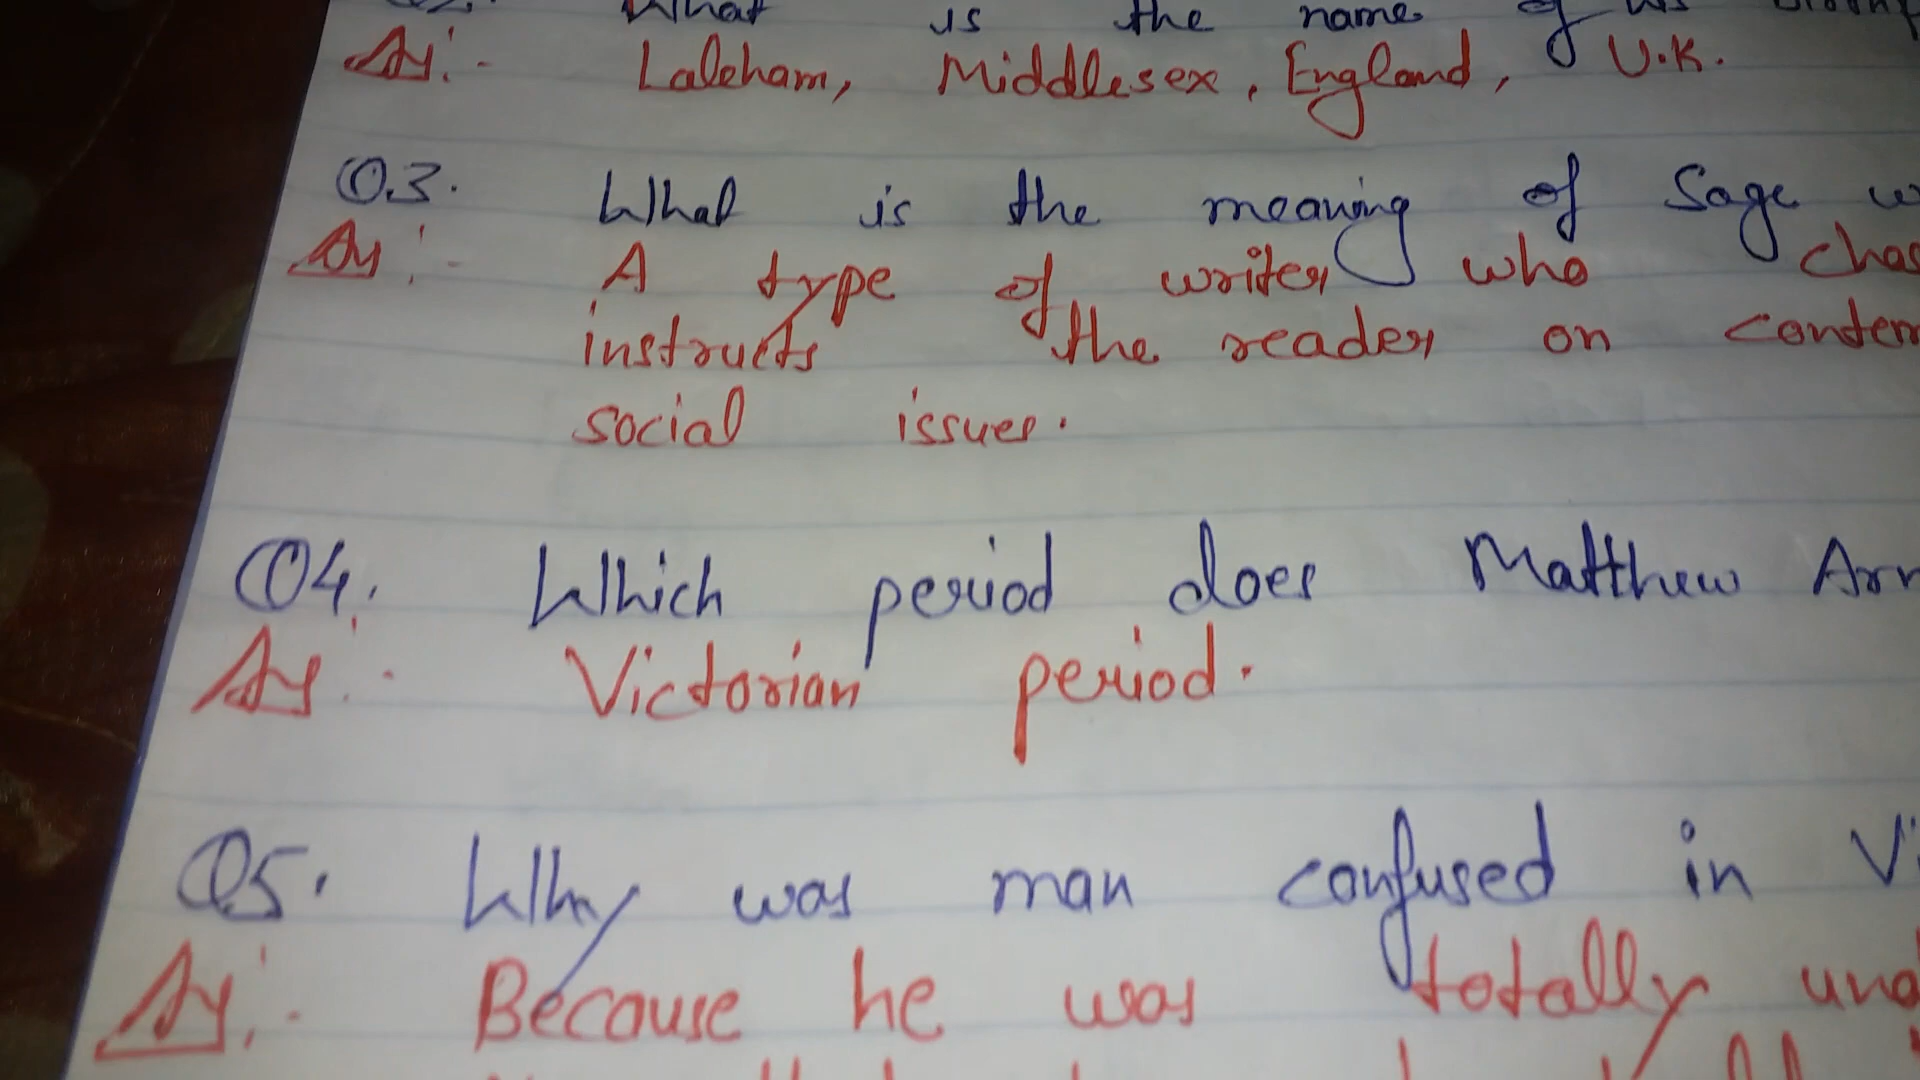 What is the name of
Ans:- Laleham, Middlesex, England, U.K.
Q.3. What is the meaning of Sage
Ans:- A type of writer who
instructs the reader on
social issues.
Q4. Which period does Matthew
Ans:- Victorian period.
Q5. Why was man confused in
Ans:- Because he was totally